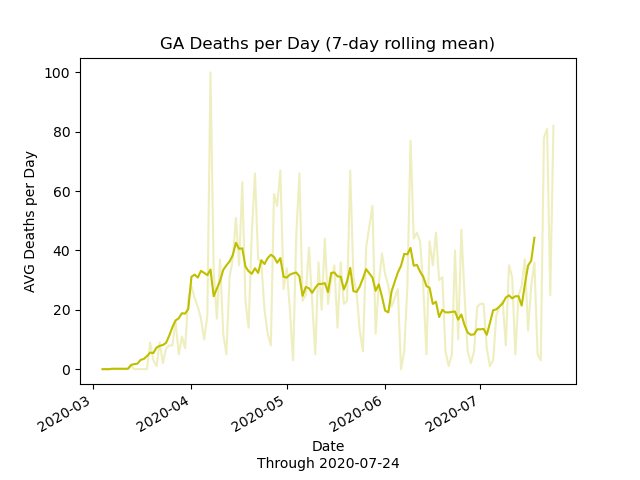 GA Deaths per Day (7-day rolling mean)
100
80
60
40
20
0
AVG Deaths per Day
2020-03
2020-04
2020-05
2020-06
2020-07
Date
Through 2020-07-24